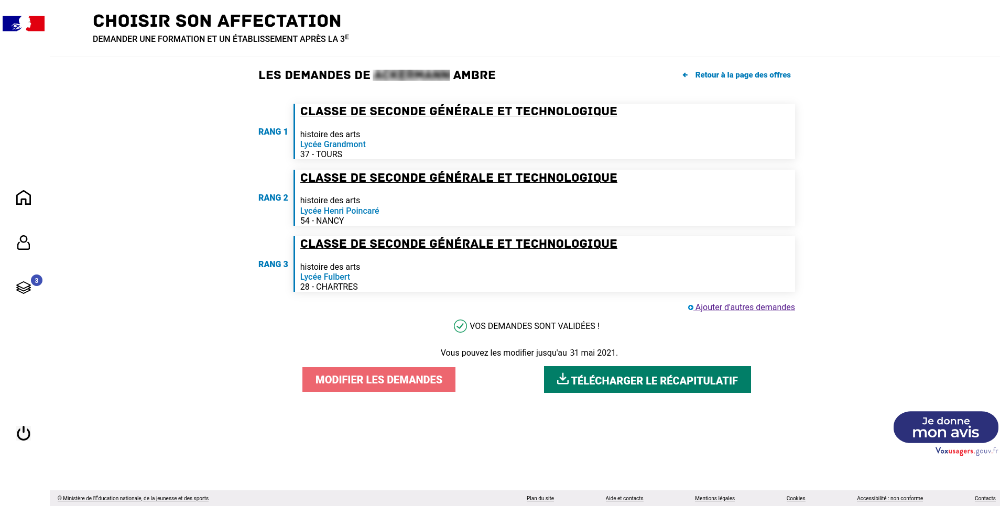 CHOISIR SON AFFECTATION
DEMANDER UNE FORMATION ET UN ÉTABLISSEMENT APRÈS LA 3E
LES DEMANDES DE AMBRE
Retour à la page des offres
CLASSE DE SECONDE GÉNÉRALE ET TECHNOLOGIQUE
RANG 1
histoire des arts
Lycée Grandmont
37 - TOURS
CLASSE DE SECONDE GÉNÉRALE ET TECHNOLOGIQUE
RANG 2
histoire des arts
Lycée Henri Poincaré
54 - NANCY
CLASSE DE SECONDE GÉNÉRALE ET TECHNOLOGIQUE
RANG 3
histoire des arts
Lycée Fulbert
28 - CHARTRES
3
Ajouter d'autres demandes
VOS DEMANDES SONT VALIDÉES !
Vous pouvez les modifier jusqu'au 31 mai 2021.
MODIFIER LES DEMANDES
TÉLÉCHARGER LE RÉCAPITULATIF
Je donne
mon avis
Voxusagers.gouv.fr
© Ministère de l'Éducation nationale, de la jeunesse et des sports
Plan du site
Aide et contacts
Mentions légales
Cookies
Accessibilité : non conforme
Contacts